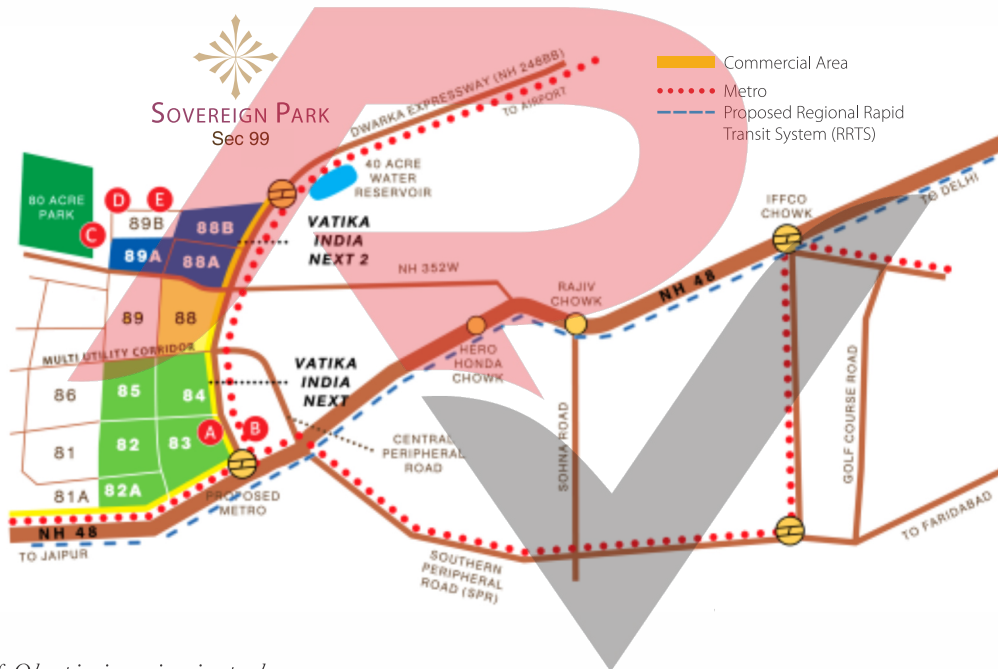 SOVEREIGN PARK
Sec 99
Commercial Area
Metro
Proposed Regional Rapid
Transit System (RRTS)
DWARKA EXPRESSWAY (NH 248BB)
TO AIRPORT
40 ACRE
WATER
RESERVOIR
80 ACRE
PARK
D
E
C
89B
88B
89A
88A
VATIKA
INDIA
NEXT 2
IFFCO
CHOWK
TO DELHI
NH 352W
RAJIV
CHOWK
NH 48
89
88
HERO
HONDA
CHOWK
MULTI UTILITY CORRIDOR
VATIKA
INDIA
NEXT
86
85
84
A
B
81
82
83
CENTRAL
PERIPHERAL
ROAD
SOHNA ROAD
GOLF COURSE ROAD
81A
82A
PROPOSED
METRO
NH 48
TO JAIPUR
SOUTHERN
PERIPHERAL
ROAD (SPR)
TO FARIDABAD